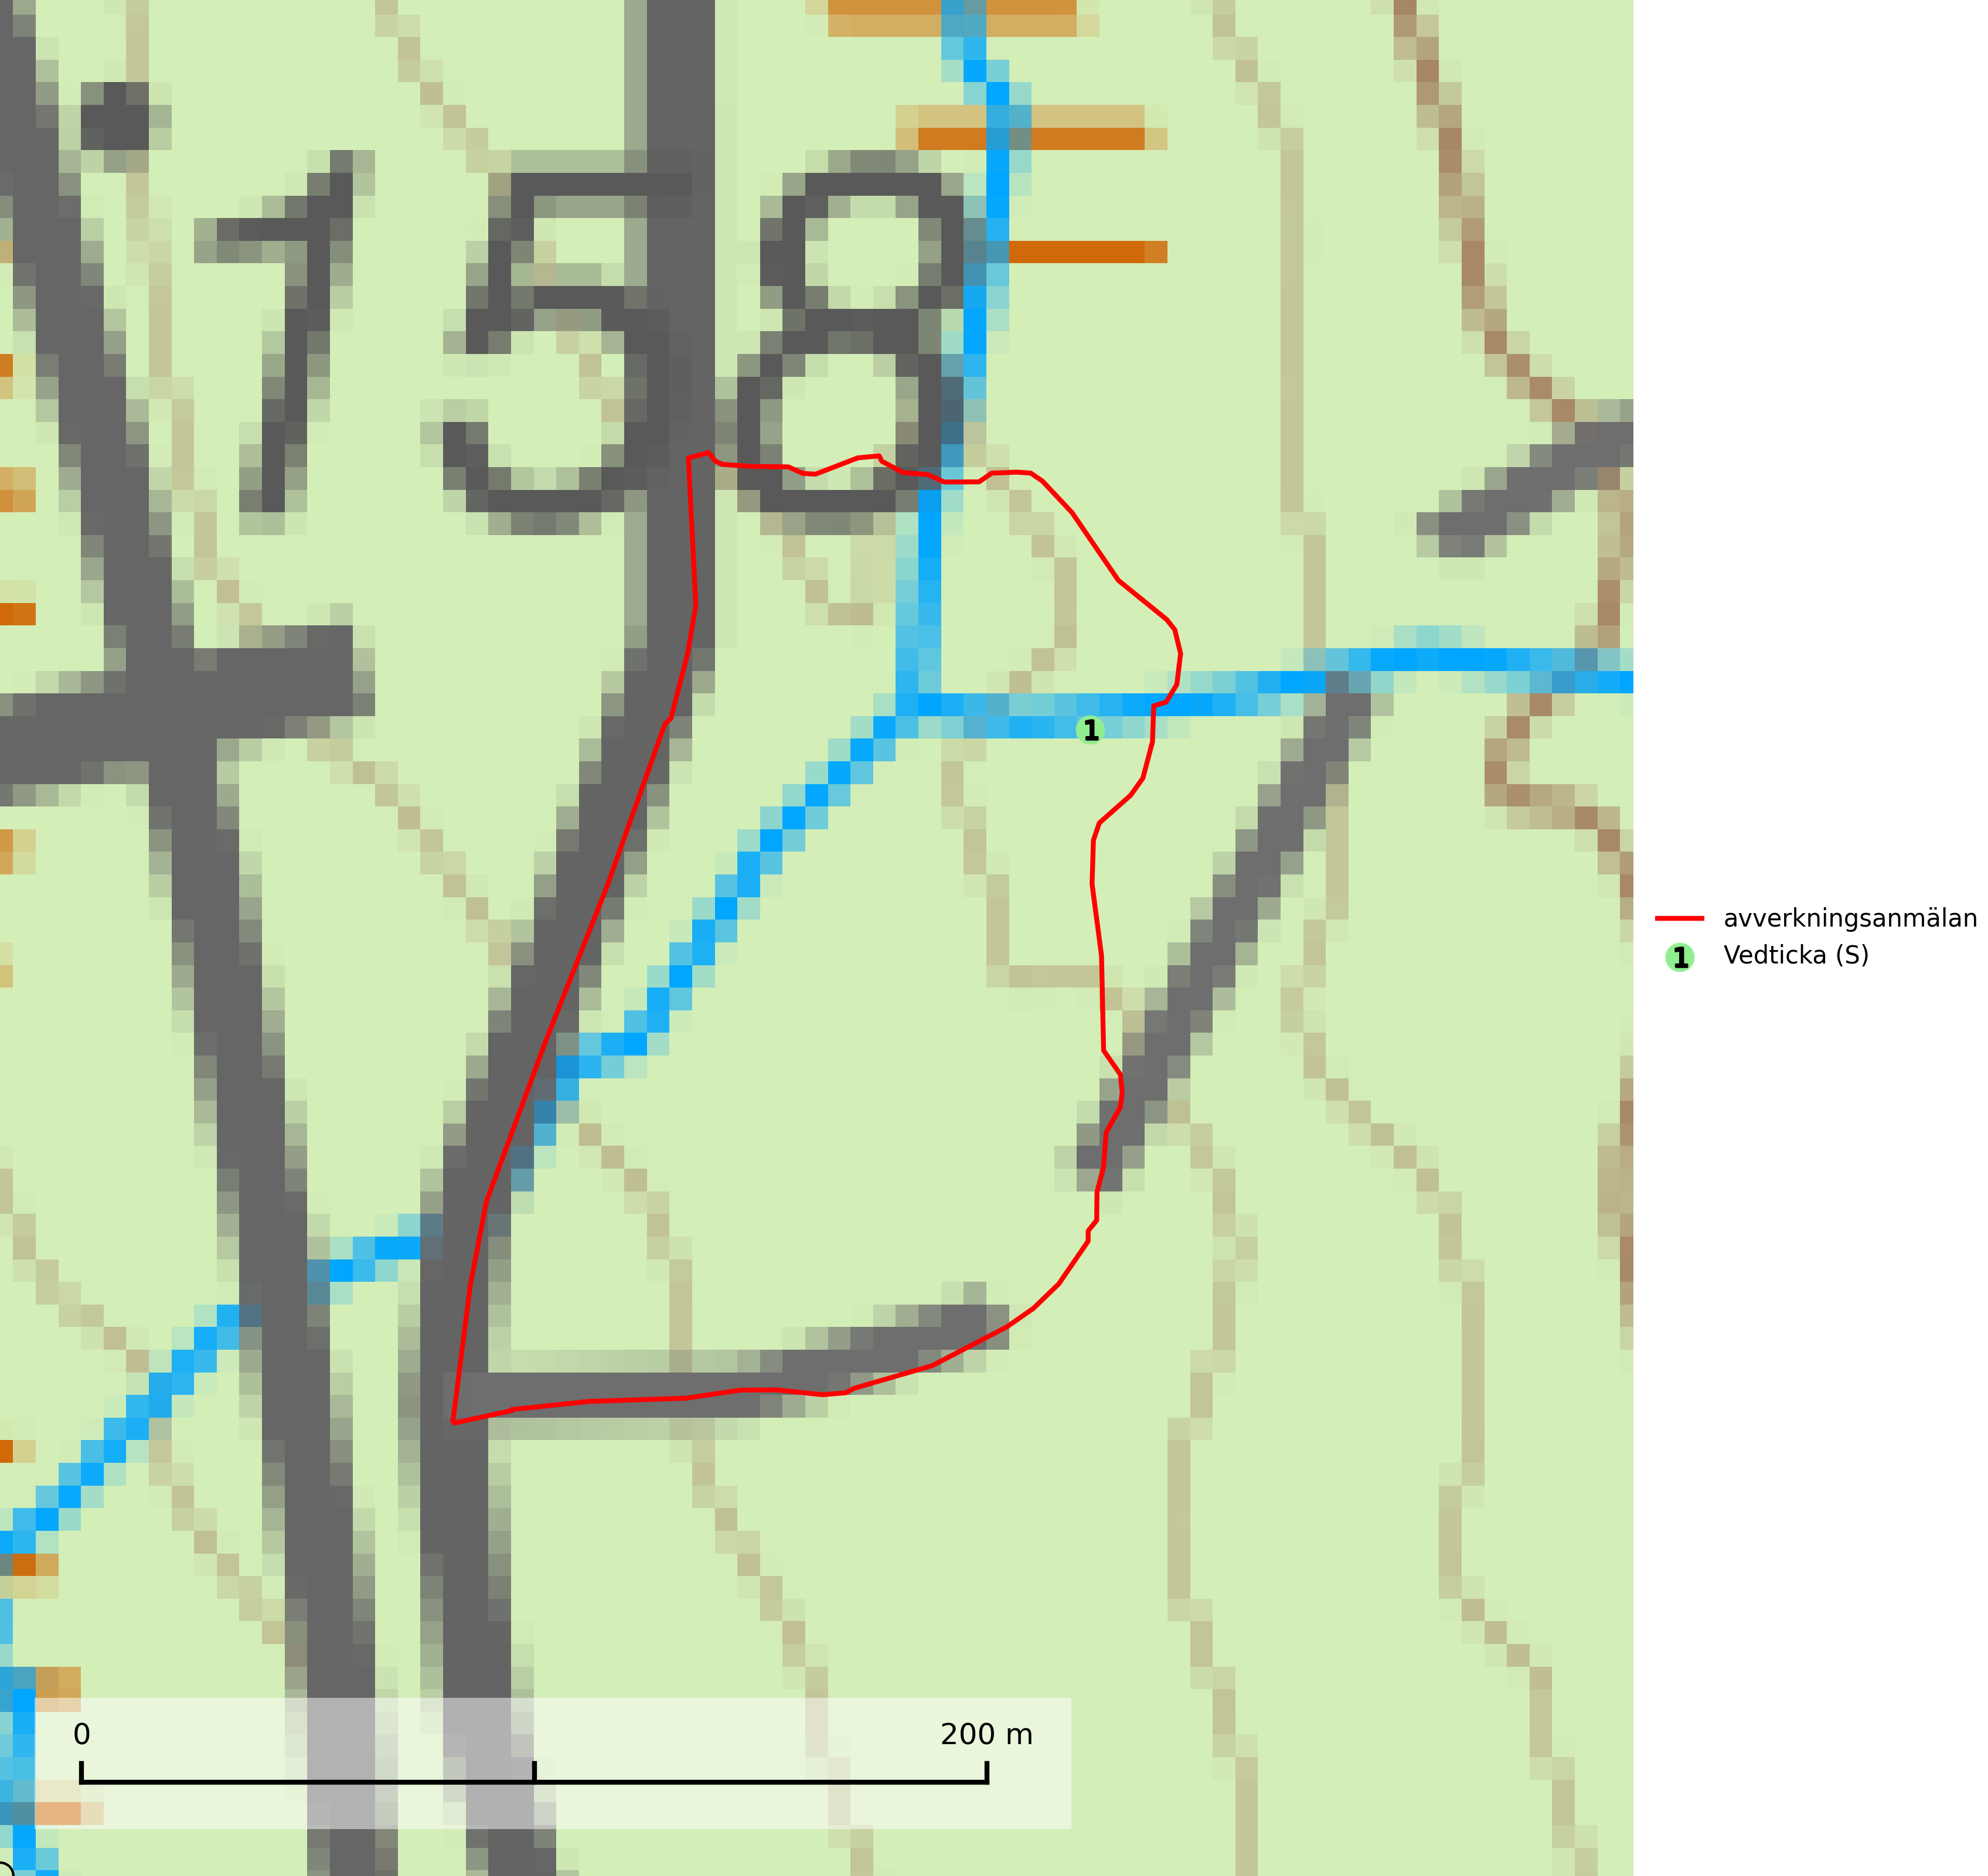 158
1
avverkningsanmälan
1 Vedticka (S)
0 200 m